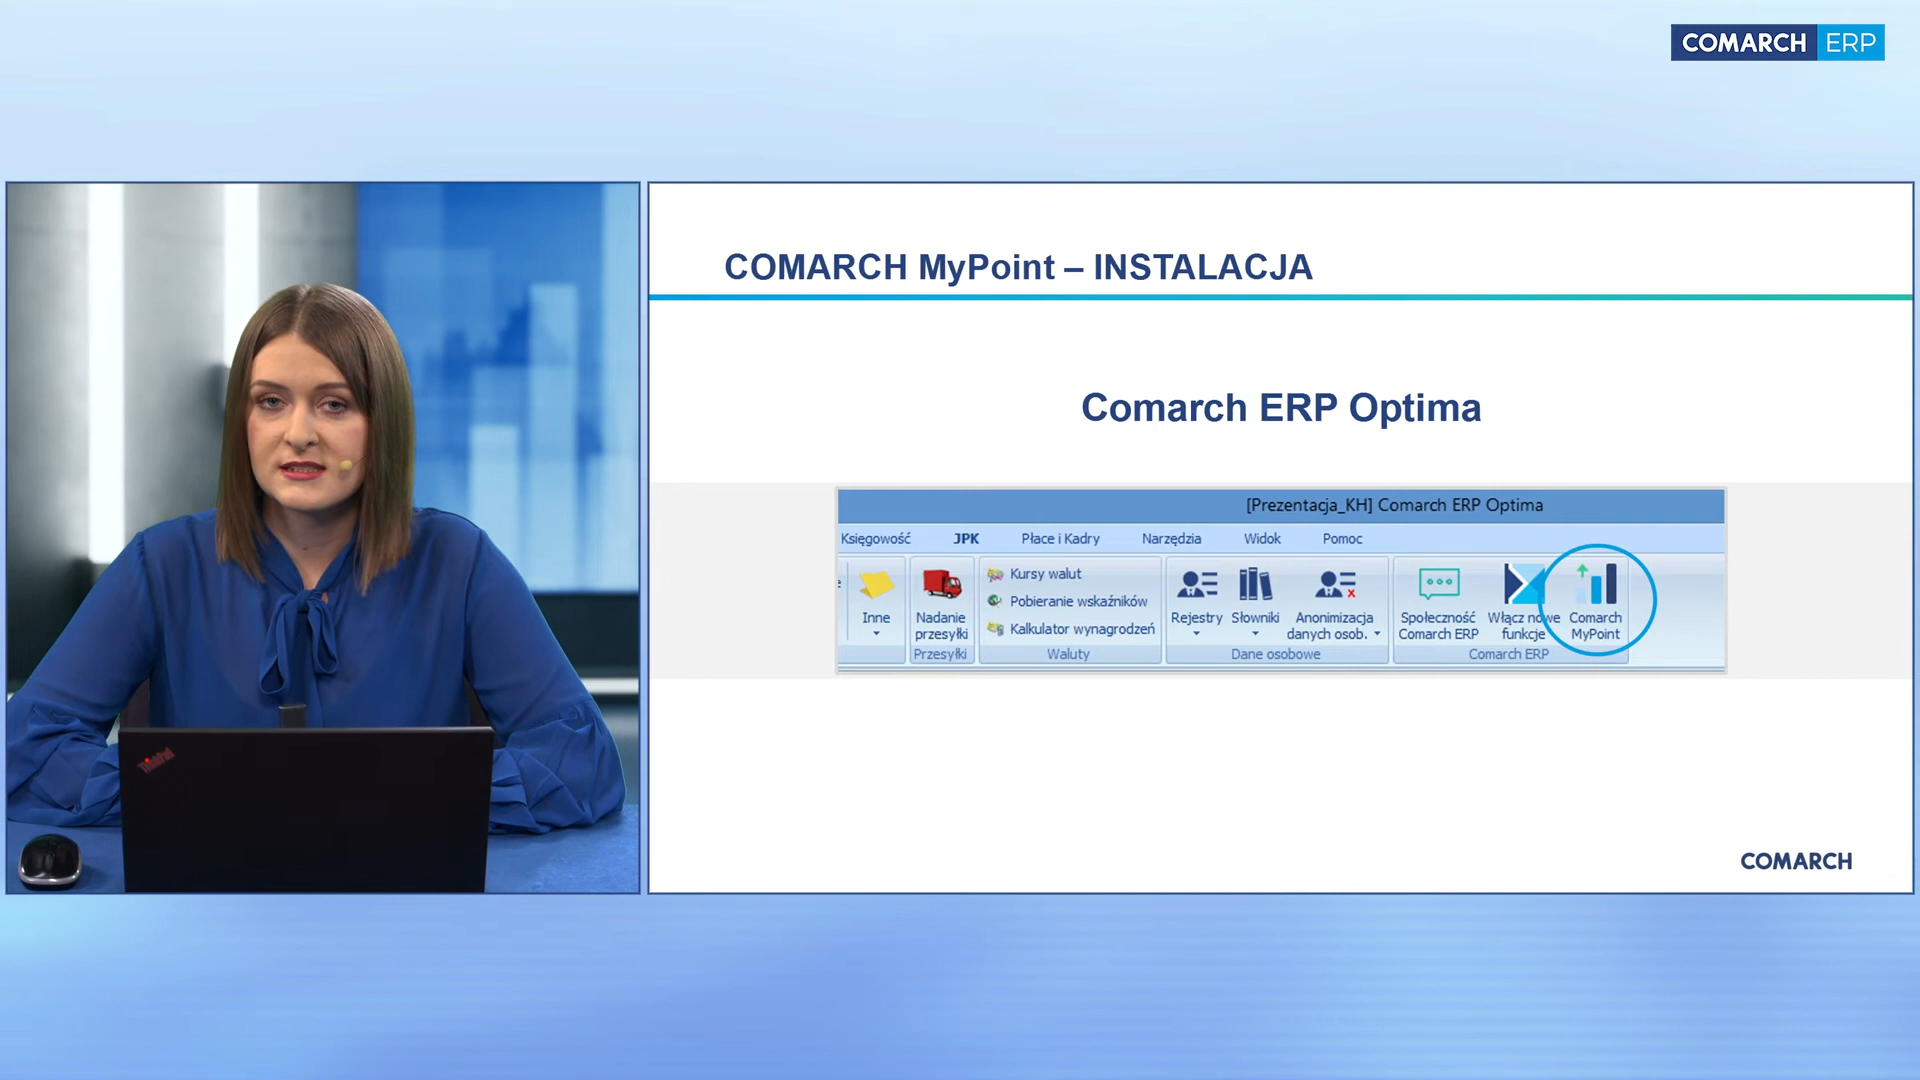 COMARCH ERP
COMARCH MyPoint – INSTALACJA
Comarch ERP Optima
[Prezentacja_KH] Comarch ERP Optima
Księgowość JPK Płace i Kadry Narzędzia Widok Pomoc
Inne
Nadanie
przesyłki
Przesyłki
Kursy walut
Pobieranie wskaźników
Kalkulator wynagrodzeń
Waluty
Rejestry
Słowniki
Anonimizacja
danych osob.
Dane osobowe
Społeczność
Comarch ERP
Włącz nowe
funkcje
Comarch
MyPoint
Comarch ERP
ThinkPad
COMARCH